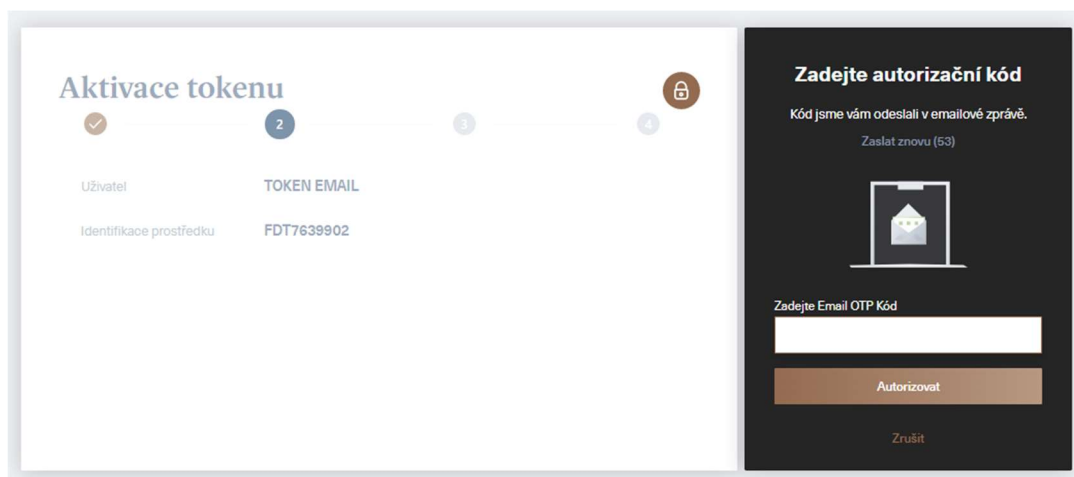 Aktivace tokenu
2
3
4
Uživatel TOKEN EMAIL
Identifikace prostředku FDT7639902
Zadejte autorizační kód
Kód jsme vám odeslali v emailové zprávě.
Zaslat znovu (53)
Zadejte Email OTP Kód
Autorizovat
Zrušit